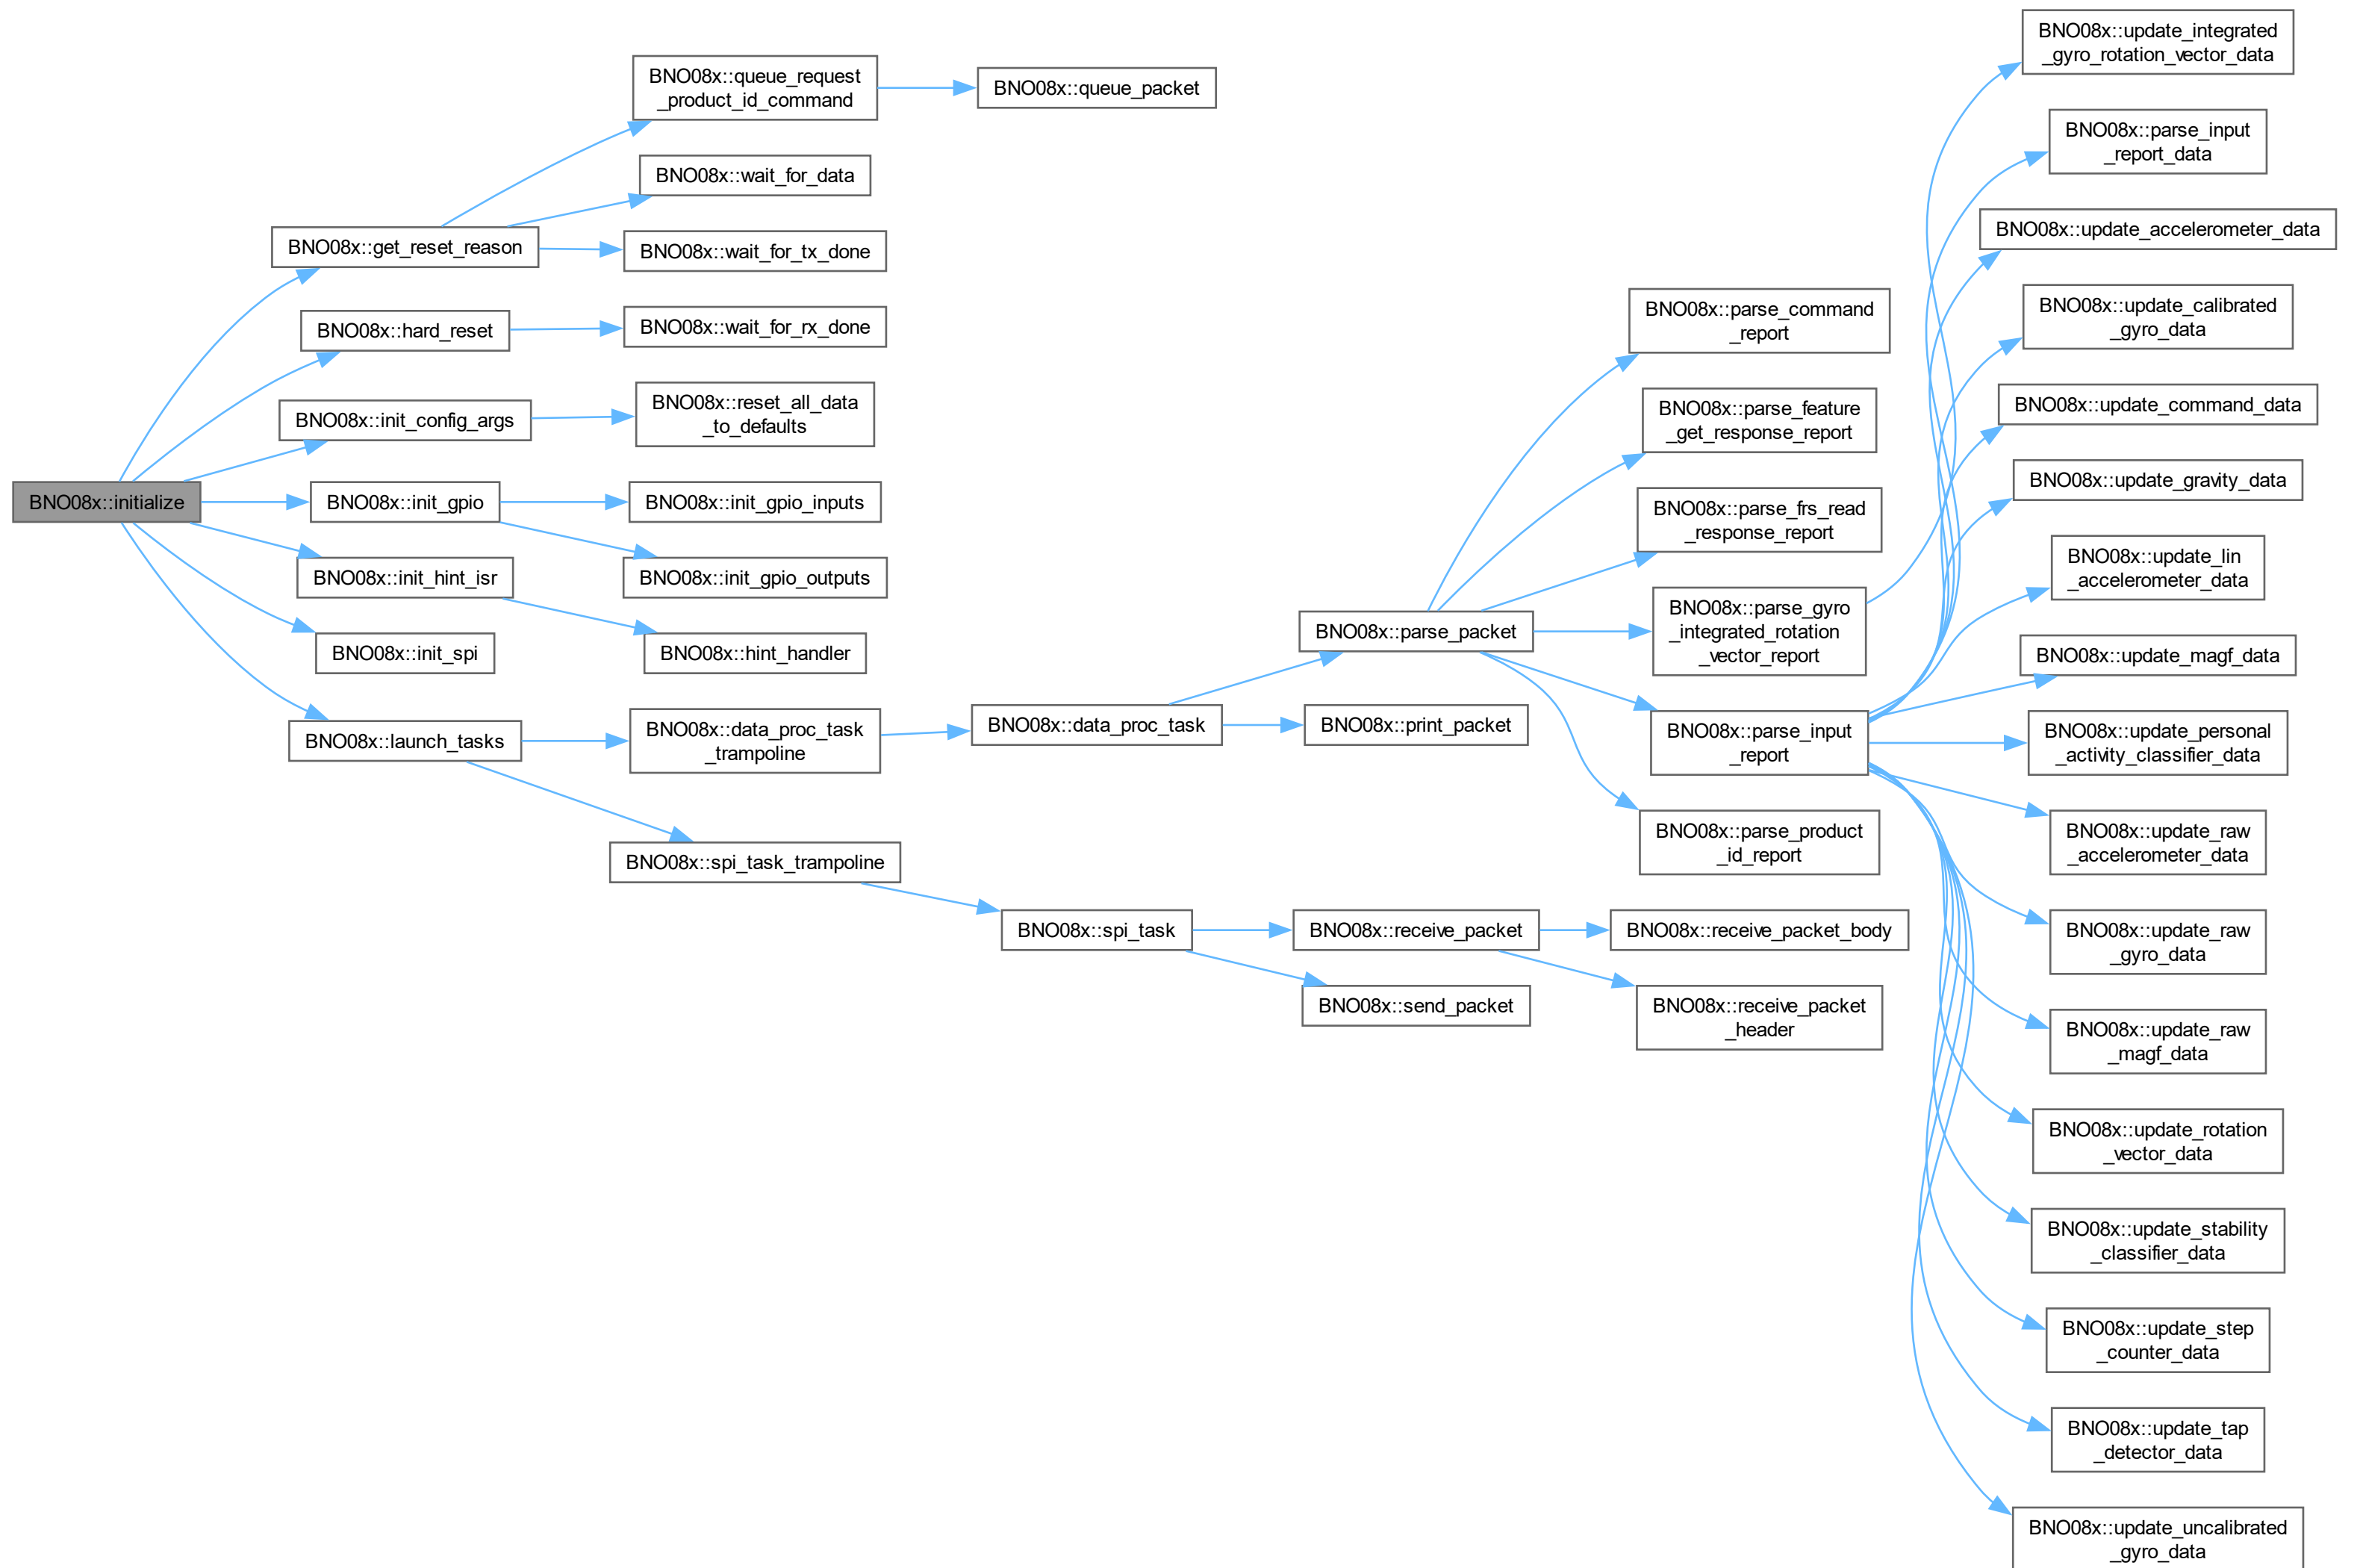 BNO08x::initialize
BNO08x::get_reset_reason
BNO08x::hard_reset
BNO08x::init_config_args
BNO08x::init_gpio
BNO08x::init_hint_isr
BNO08x::init_spi
BNO08x::launch_tasks
BNO08x::queue_request
_product_id_command
BNO08x::wait_for_data
BNO08x::wait_for_tx_done
BNO08x::wait_for_rx_done
BNO08x::reset_all_data
_to_defaults
BNO08x::init_gpio_inputs
BNO08x::init_gpio_outputs
BNO08x::hint_handler
BNO08x::data_proc_task
_trampoline
BNO08x::spi_task_trampoline
BNO08x::queue_packet
BNO08x::data_proc_task
BNO08x::spi_task
BNO08x::parse_packet
BNO08x::print_packet
BNO08x::receive_packet
BNO08x::send_packet
BNO08x::parse_command
_report
BNO08x::parse_feature
_get_response_report
BNO08x::parse_frs_read
_response_report
BNO08x::parse_gyro
_integrated_rotation
_vector_report
BNO08x::parse_input
_report
BNO08x::parse_product
_id_report
BNO08x::receive_packet_body
BNO08x::receive_packet
_header
BNO08x::update_integrated
_gyro_rotation_vector_data
BNO08x::parse_input
_report_data
BNO08x::update_accelerometer_data
BNO08x::update_calibrated
_gyro_data
BNO08x::update_command_data
BNO08x::update_gravity_data
BNO08x::update_lin
_accelerometer_data
BNO08x::update_magf_data
BNO08x::update_personal
_activity_classifier_data
BNO08x::update_raw
_accelerometer_data
BNO08x::update_raw
_gyro_data
BNO08x::update_raw
_magf_data
BNO08x::update_rotation
_vector_data
BNO08x::update_stability
_classifier_data
BNO08x::update_step
_counter_data
BNO08x::update_tap
_detector_data
BNO08x::update_uncalibrated
_gyro_data